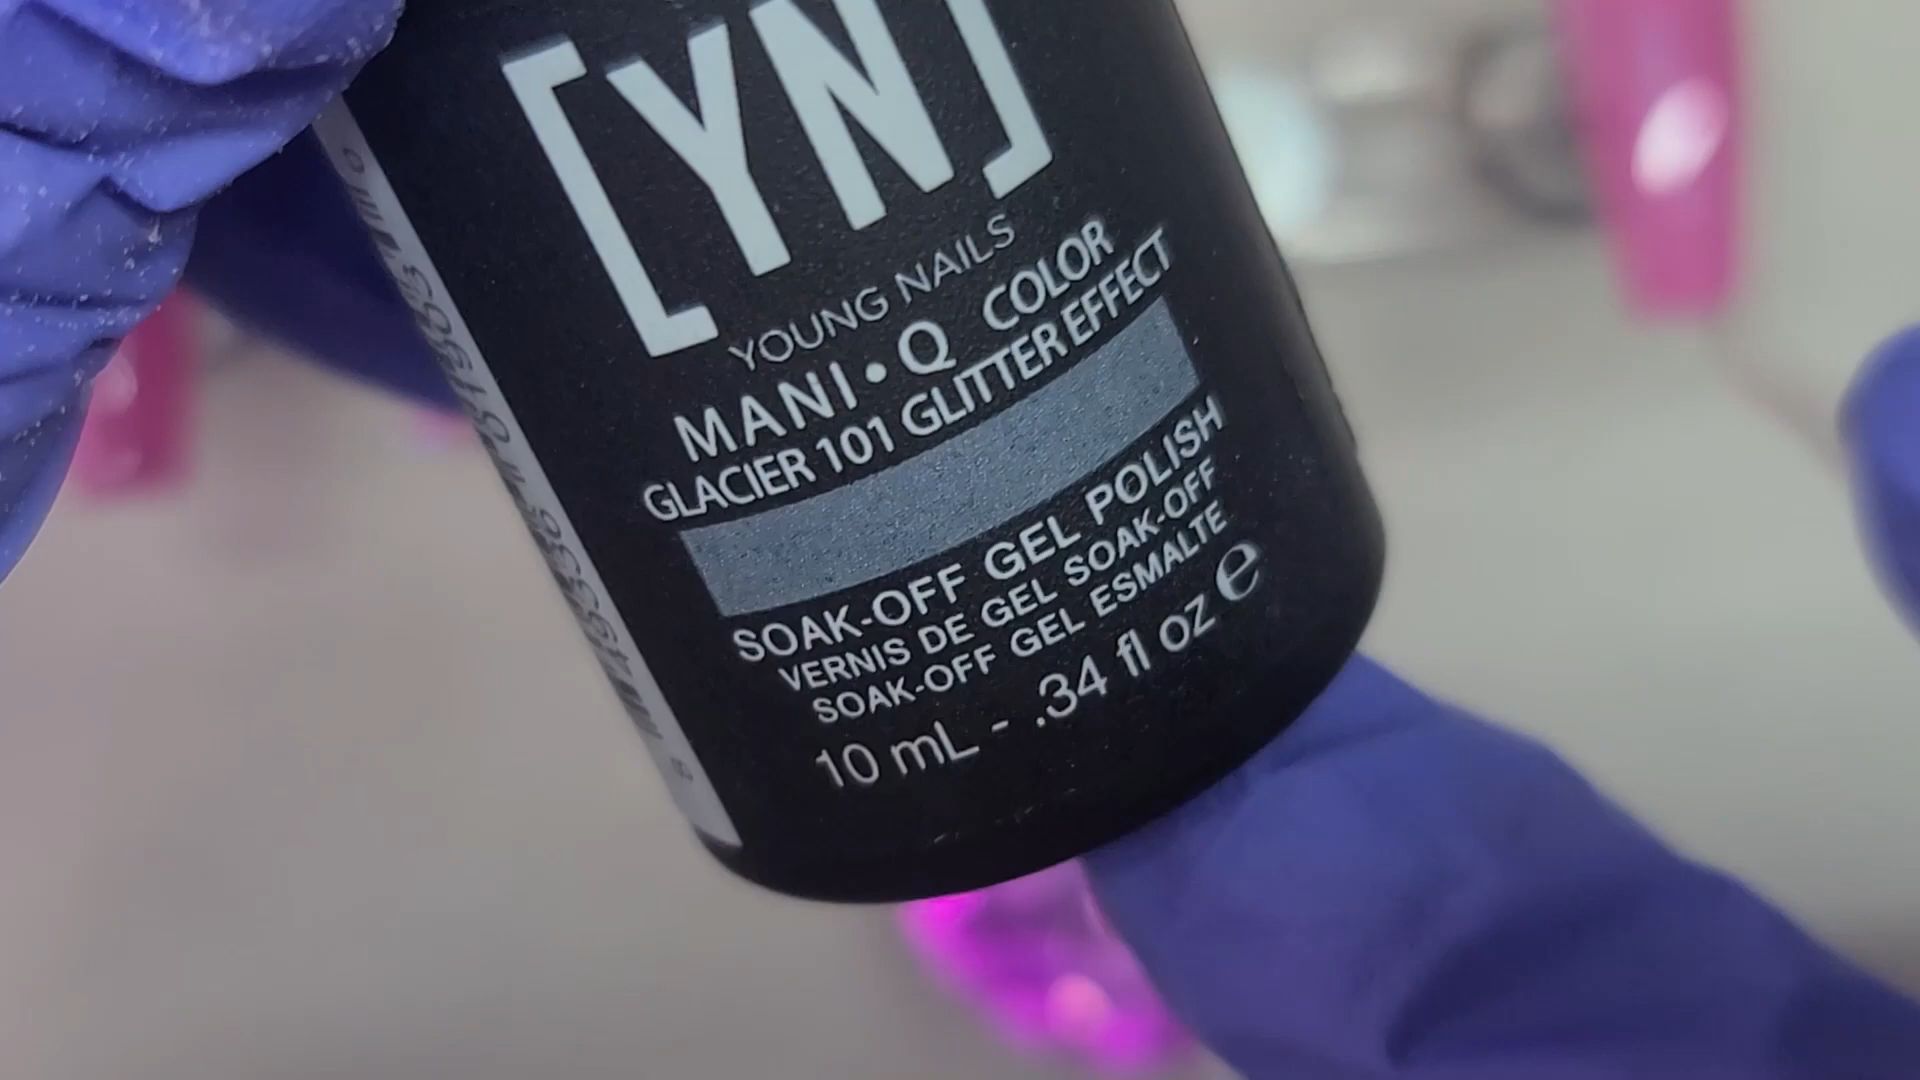 [YN]
YOUNG NAILS
MANI•Q COLOR
GLACIER 101 GLITTER EFFECT
SOAK-OFF GEL POLISH
VERNIS DE GEL SOAK-OFF
SOAK-OFF GEL ESMALTE
10 mL - .34 fl oz e